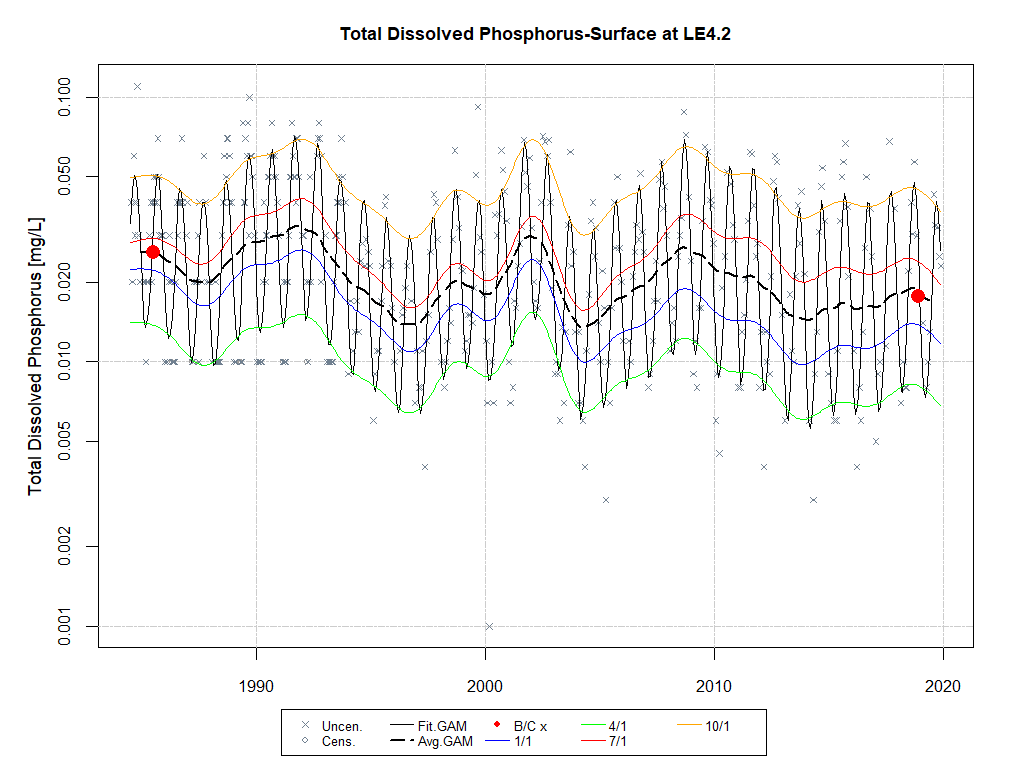 Total Dissolved Phosphorus-Surface at LE4.2
Total Dissolved Phosphorus [mg/L]
0.100
0.050
0.020
0.010
0.005
0.002
0.001
1990 2000 2010 2020
Uncen. Fit.GAM B/C x 4/1 10/1
Cens. Avg.GAM 1/1 7/1